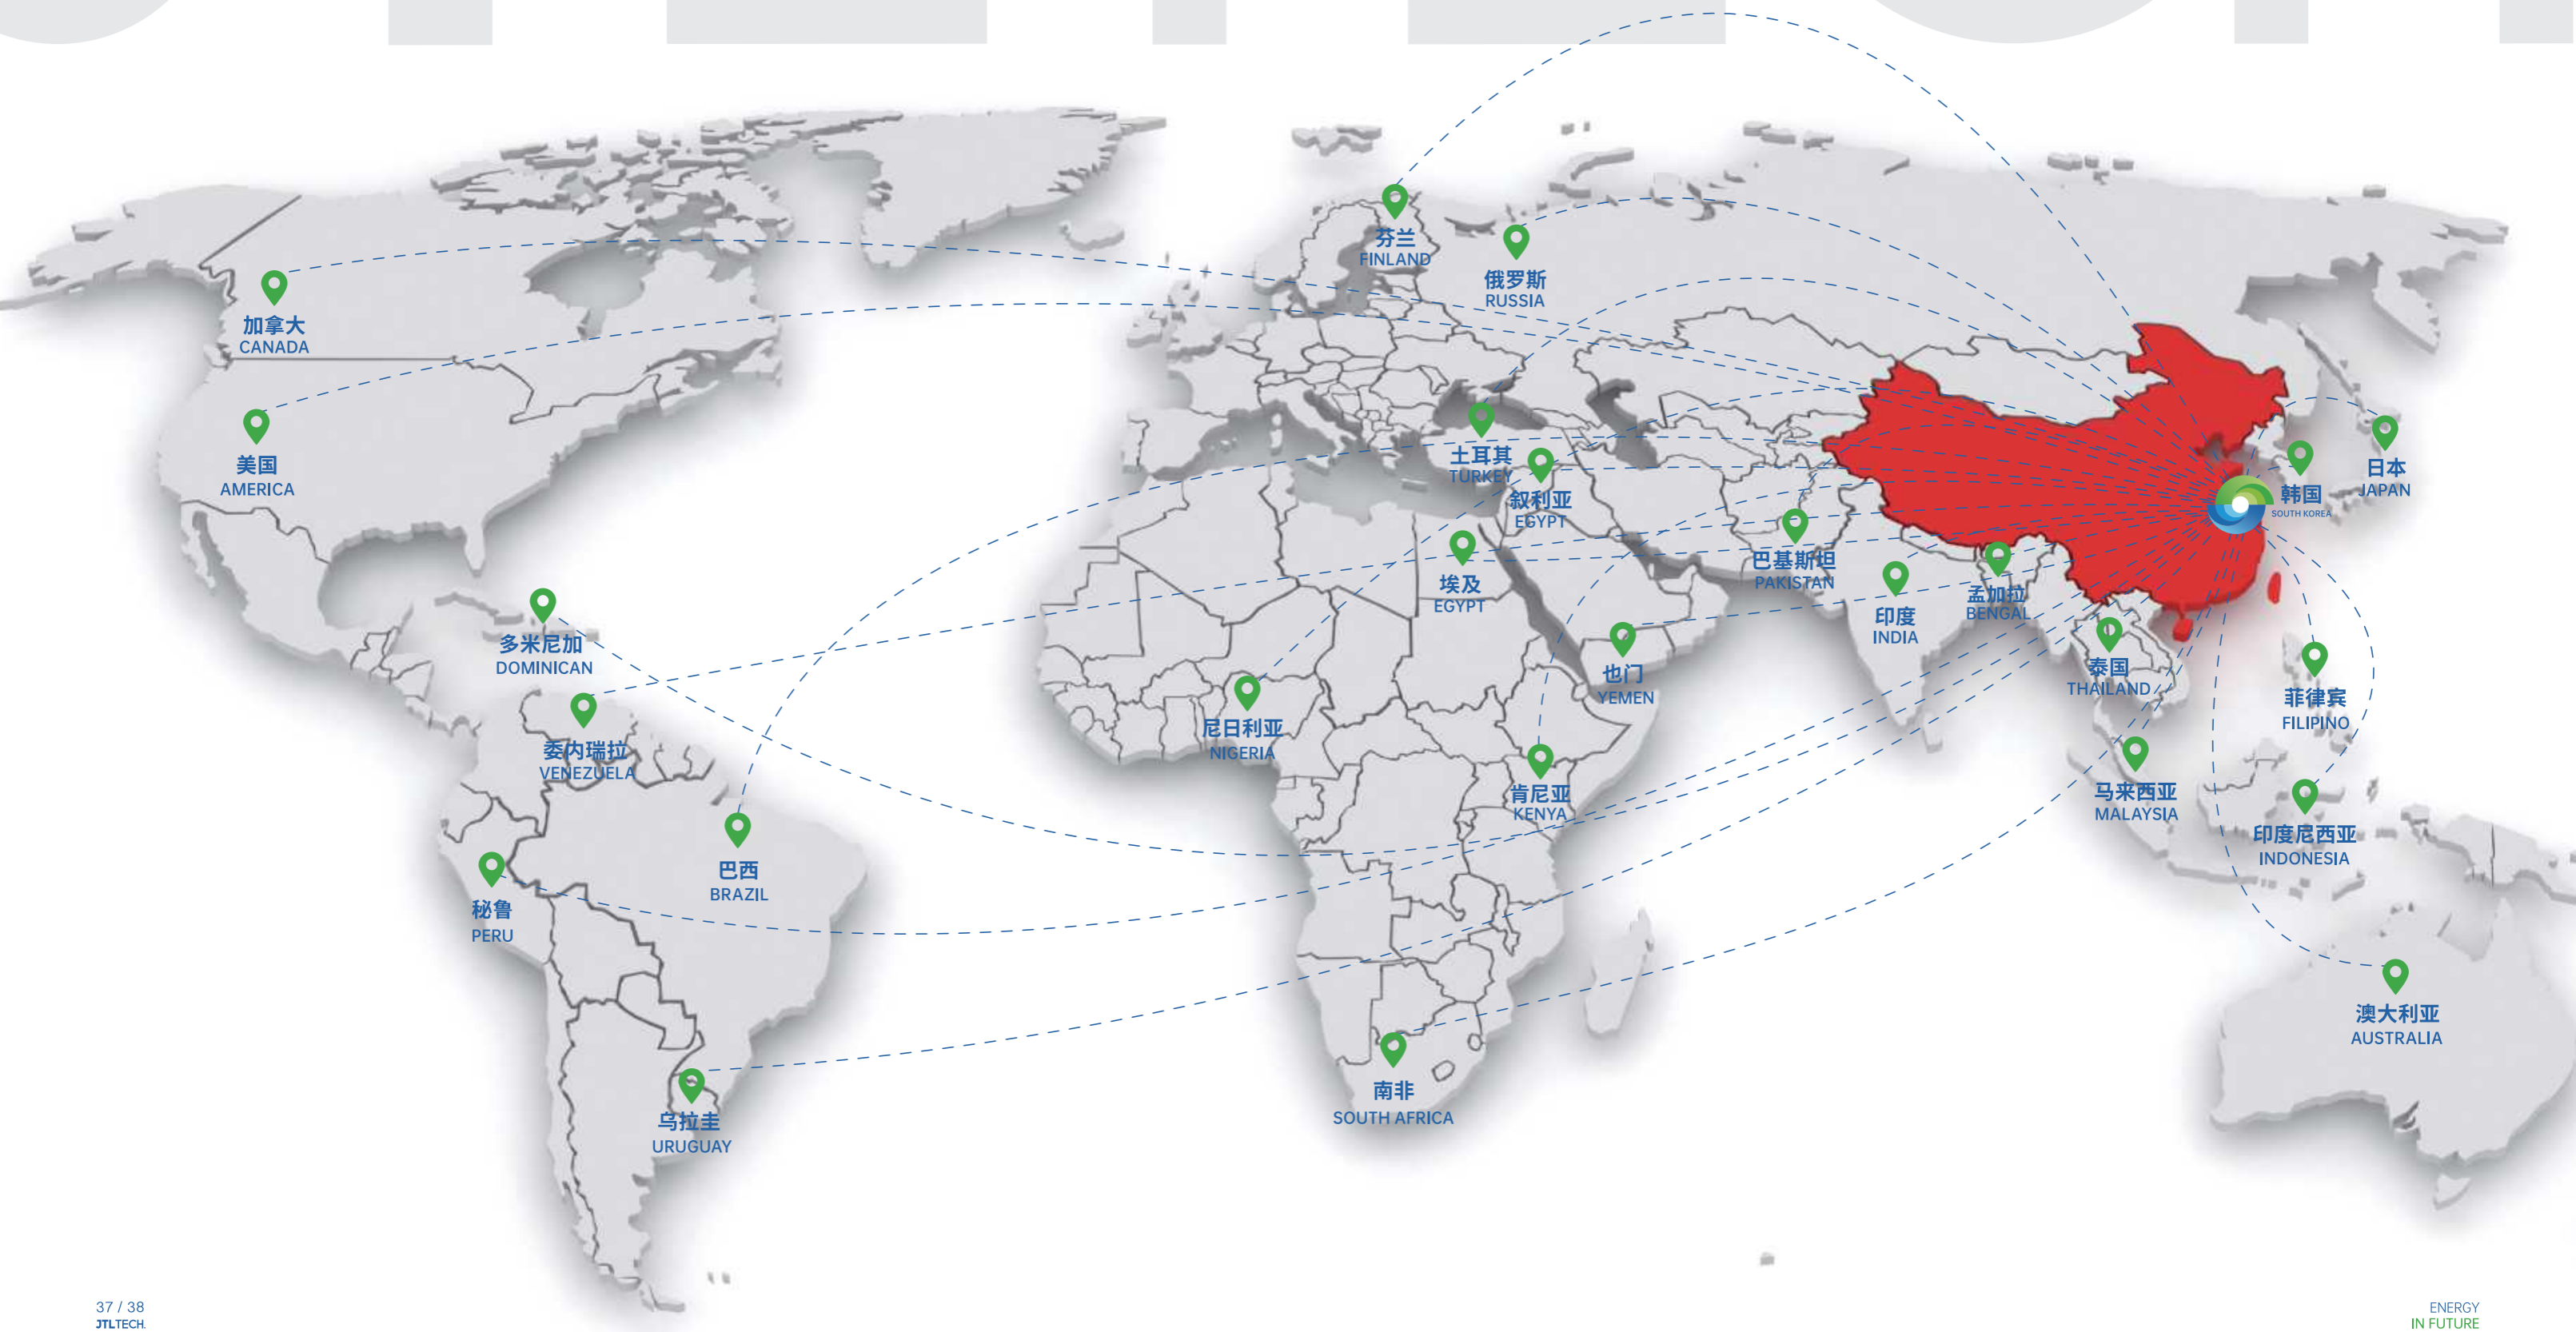 芬兰
FINLAND
俄罗斯
RUSSIA
加拿大
CANADA
美国
AMERICA
土耳其
TURKEY
叙利亚
EGYPT
日本
JAPAN
韩国
SOUTH KOREA
埃及
EGYPT
巴基斯坦
PAKISTAN
印度
INDIA
孟加拉
BENGAL
多米尼加
DOMINICAN
也门
YEMEN
泰国
THAILAND
菲律宾
FILIPINO
委内瑞拉
VENEZUELA
尼日利亚
NIGERIA
肯尼亚
KENYA
马来西亚
MALAYSIA
印度尼西亚
INDONESIA
巴西
BRAZIL
秘鲁
PERU
澳大利亚
AUSTRALIA
南非
SOUTH AFRICA
乌拉圭
URUGUAY
37 / 38
JTLTECH.
ENERGY
IN FUTURE